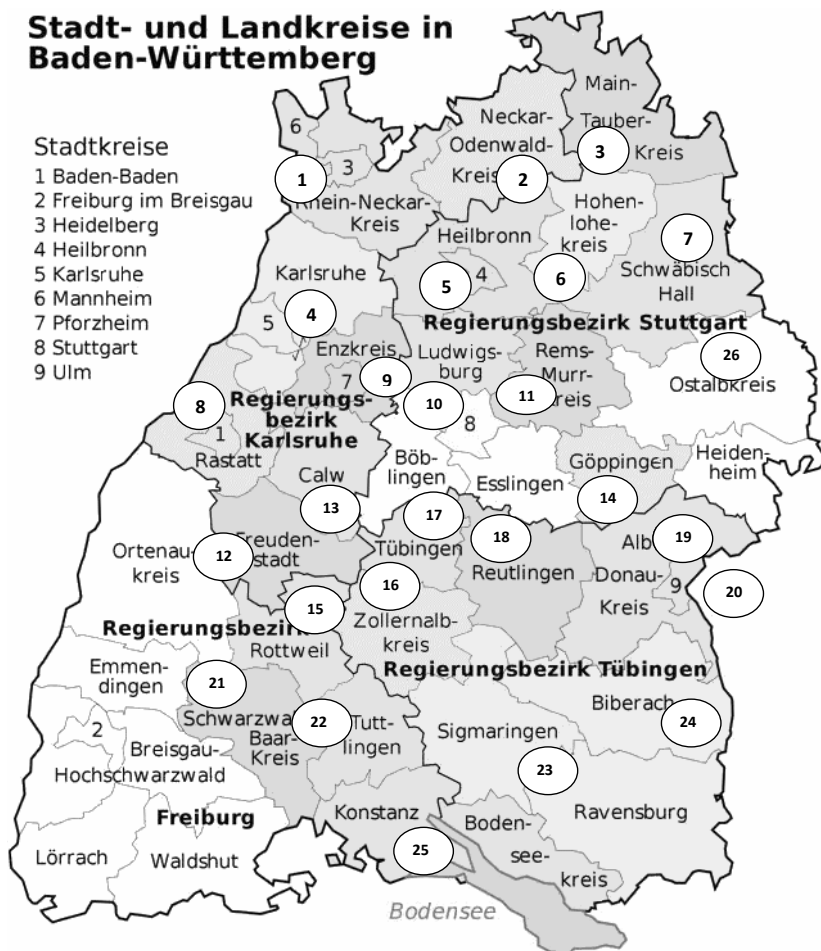 Stadt- und Landkreise in
Baden-Württemberg
Stadtkreise
1 Baden-Baden
2 Freiburg im Breisgau
3 Heidelberg
4 Heilbronn
5 Karlsruhe
6 Mannheim
7 Pforzheim
8 Stuttgart
9 Ulm
Main-
Tauber-
Kreis
3
Neckar-
Odenwald-
Kreis
2
6
3
1
Rhein-Neckar-
Kreis
Hohen-
lohe-
kreis
6
7
Schwäbisch
Hall
Heilbronn
4
5
Karlsruhe
5
4
Regierungsbezirk Stuttgart
Enzkreis
7
9
Ludwigs-
burg
10
Rems-
Murr-
kreis
11
26
Ostalbkreis
8
Regierungs-
bezirk
Karlsruhe
1
Rastatt
8
Böb-
lingen
Esslingen
Göppingen
14
Heiden-
heim
Calw
13
17
Tübingen
18
Reutlingen
Alb
19
Donau-
Kreis
9
20
Ortenau-
kreis
12
Freuden-
stadt
16
Zollernalb-
kreis
15
Regierungsbezirk
Rottweil
Regierungsbezirk Tübingen
Emmen-
dingen
21
Schwarzwa
Baar-
Kreis
22
Tutt-
lingen
Sigmaringen
Biberach
24
23
2
Breisgau-
Hochschwarzwald
Freiburg
Konstanz
25
Boden-
see-
kreis
Ravensburg
Lörrach
Waldshut
Bodensee